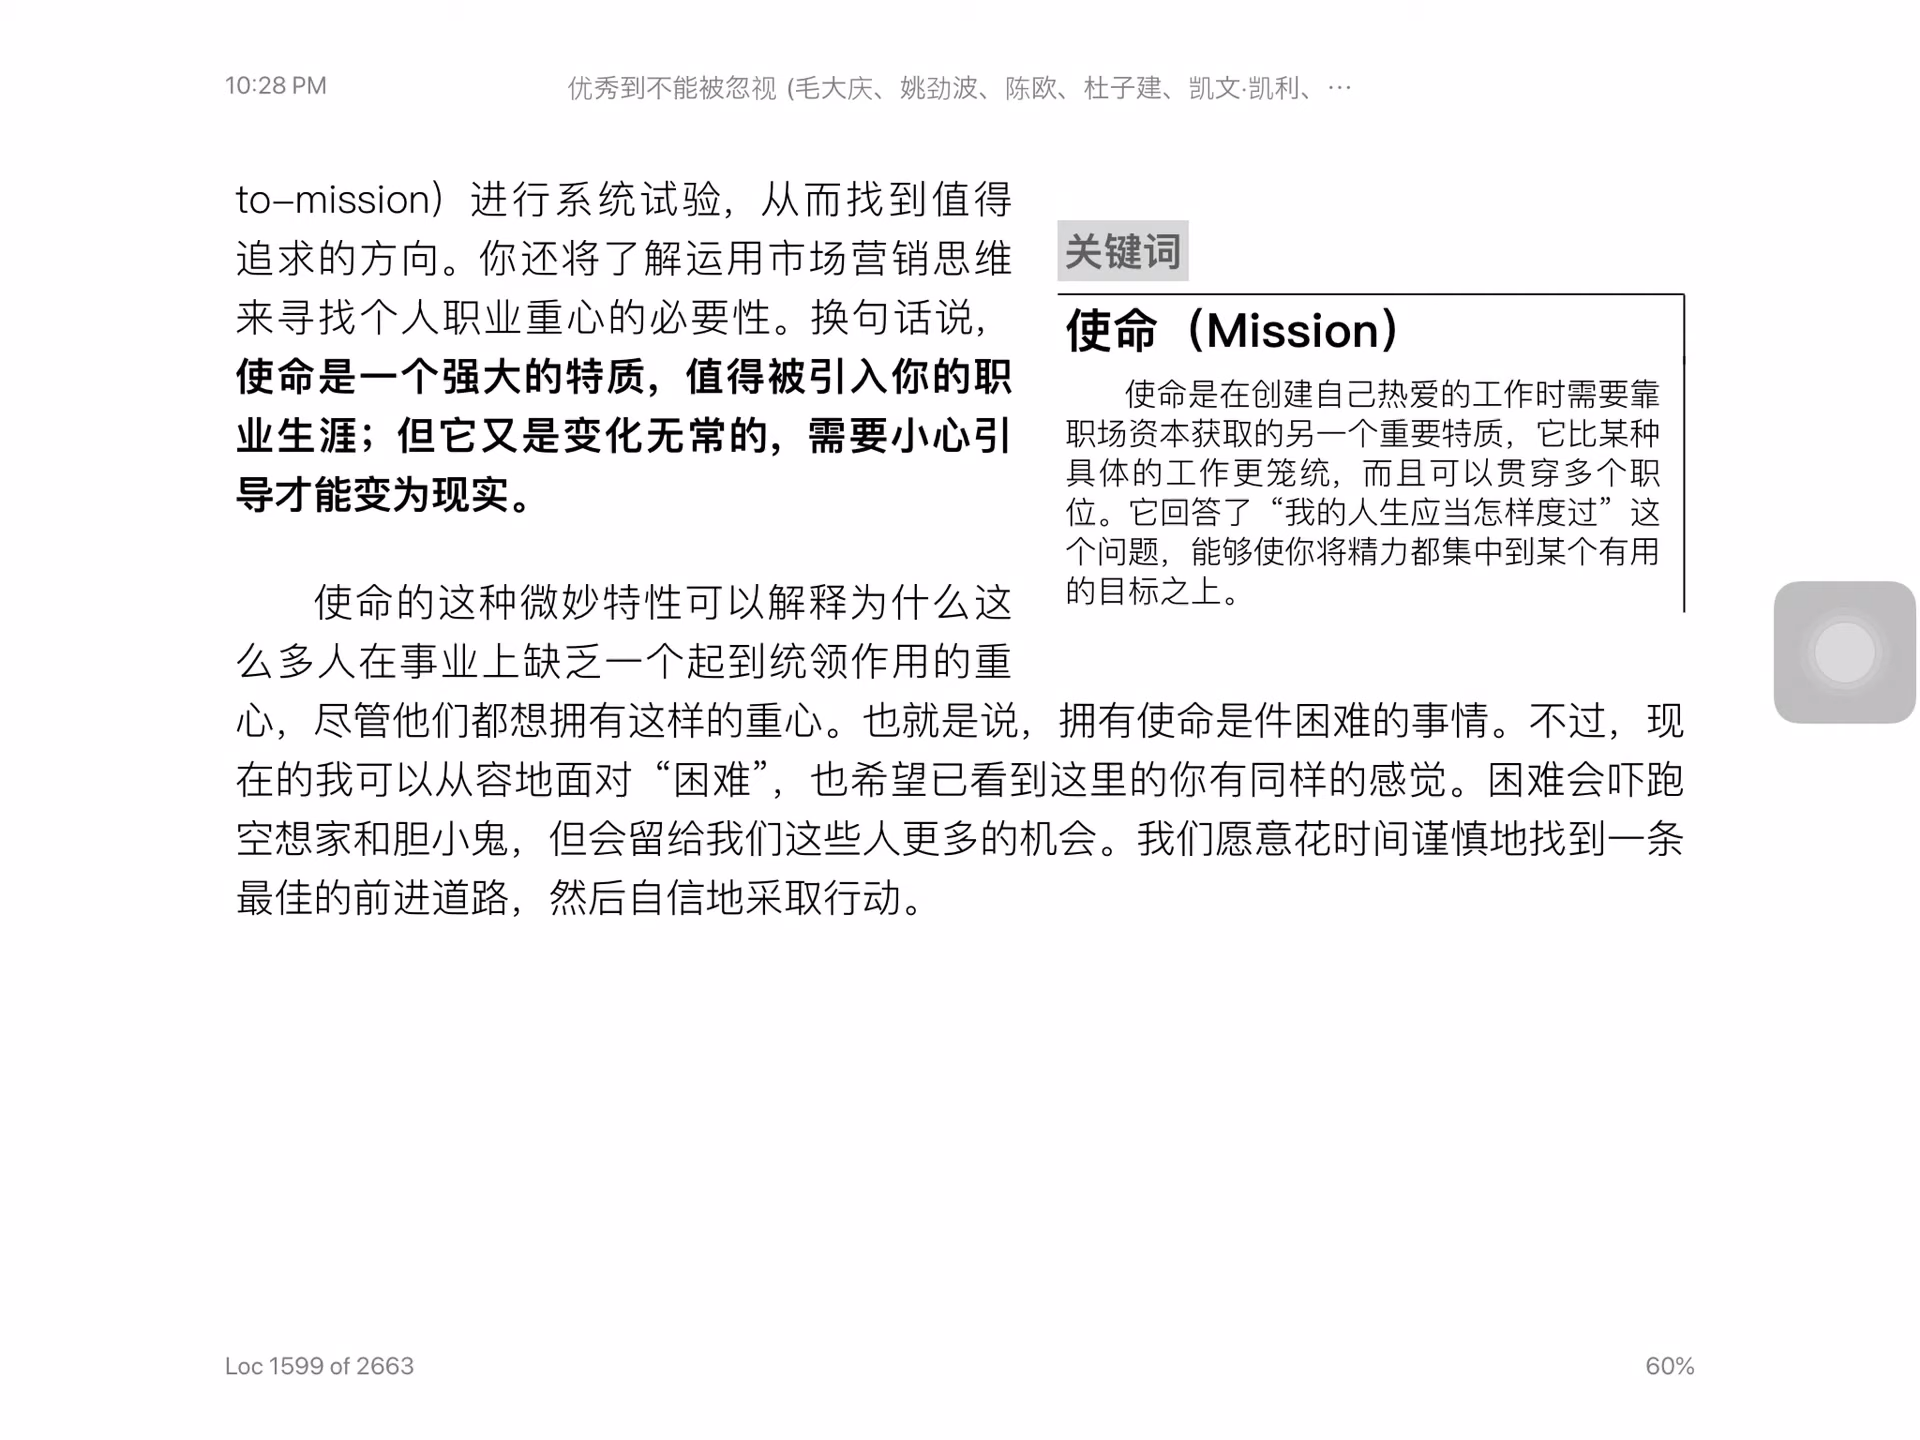 10:28 PM
优秀到不能被忽视 (毛大庆、姚劲波、陈欧、杜子建、凯文·凯利、…
to–mission）进行系统试验，从而找到值得
追求的方向。你还将了解运用市场营销思维
来寻找个人职业重心的必要性。换句话说，
使命是一个强大的特质，值得被引入你的职
业生涯；但它又是变化无常的，需要小心引
导才能变为现实。
关键词
使命（Mission）
使命是在创建自己热爱的工作时需要靠
职场资本获取的另一个重要特质，它比某种
具体的工作更笼统，而且可以贯穿多个职
位。它回答了“我的人生应当怎样度过”这
个问题，能够使你将精力都集中到某个有用
的目标之上。
使命的这种微妙特性可以解释为什么这
么多人在事业上缺乏一个起到统领作用的重
心，尽管他们都想拥有这样的重心。也就是说，拥有使命是件困难的事情。不过，现
在的我可以从容地面对“困难”，也希望已看到这里的你有同样的感觉。困难会吓跑
空想家和胆小鬼，但会留给我们这些人更多的机会。我们愿意花时间谨慎地找到一条
最佳的前进道路，然后自信地采取行动。
Loc 1599 of 2663
60%